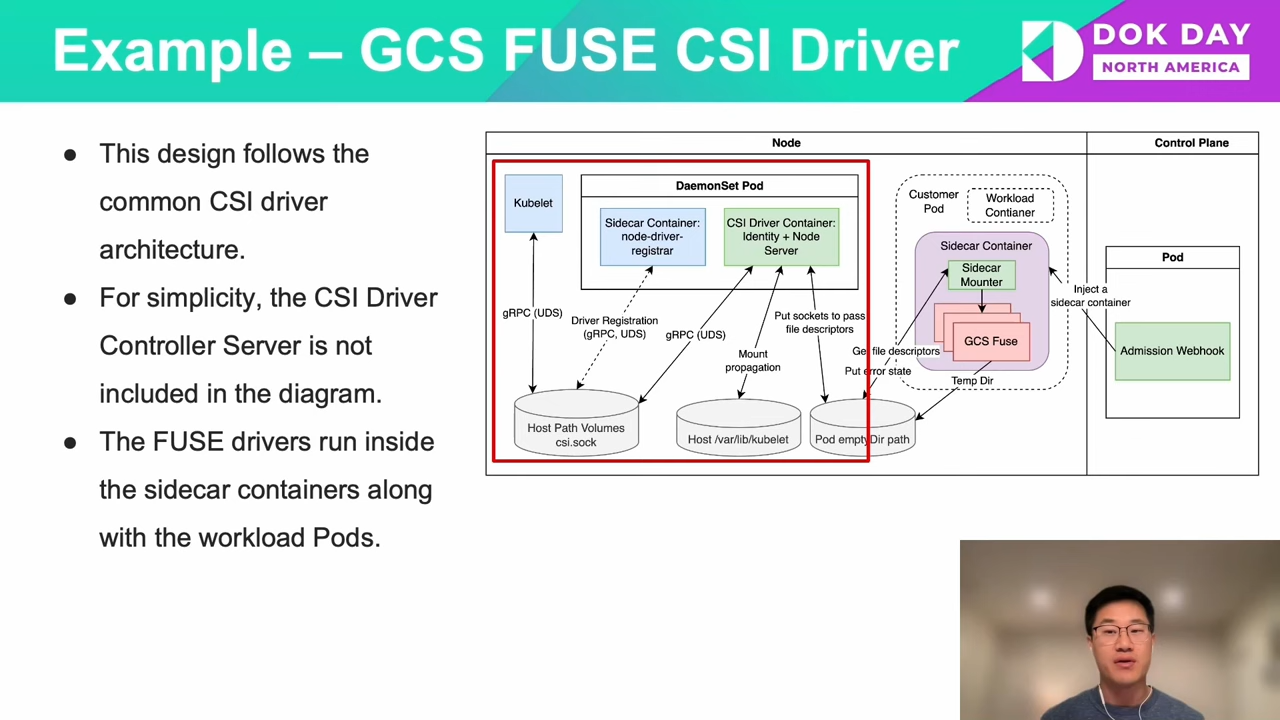 Example – GCS FUSE CSI Driver
DOK DAY
NORTH AMERICA
● This design follows the
common CSI driver
architecture.
● For simplicity, the CSI Driver
Controller Server is not
included in the diagram.
● The FUSE drivers run inside
the sidecar containers along
with the workload Pods.
Node
Control Plane
Kubelet
DaemonSet Pod
Sidecar Container:
node-driver-
registrar
CSI Driver Container:
Identity + Node
Server
Customer
Pod
Workload
Contianer
Sidecar Container
Sidecar
Mounter
GCS Fuse
Pod
Admission Webhook
Inject a
sidecar container
gRPC (UDS)
Driver Registration
(gRPC, UDS)
gRPC (UDS)
Mount
propagation
Put sockets to pass
file descriptors
Get file descriptors
Put error state
Temp Dir
Host Path Volumes
csi.sock
Host /var/lib/kubelet
Pod emptyDir path